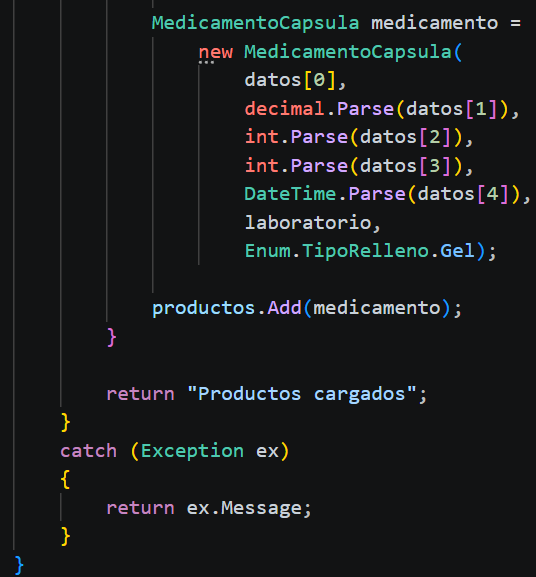 MedicamentoCapsula medicamento =
new MedicamentoCapsula(
datos[0],
decimal.Parse(datos[1]),
int.Parse(datos[2]),
int.Parse(datos[3]),
DateTime.Parse(datos[4]),
laboratorio,
Enum.TipoRelleno.Gel);
productos.Add(medicamento);
}
return "Productos cargados";
}
catch (Exception ex)
{
return ex.Message;
}
}